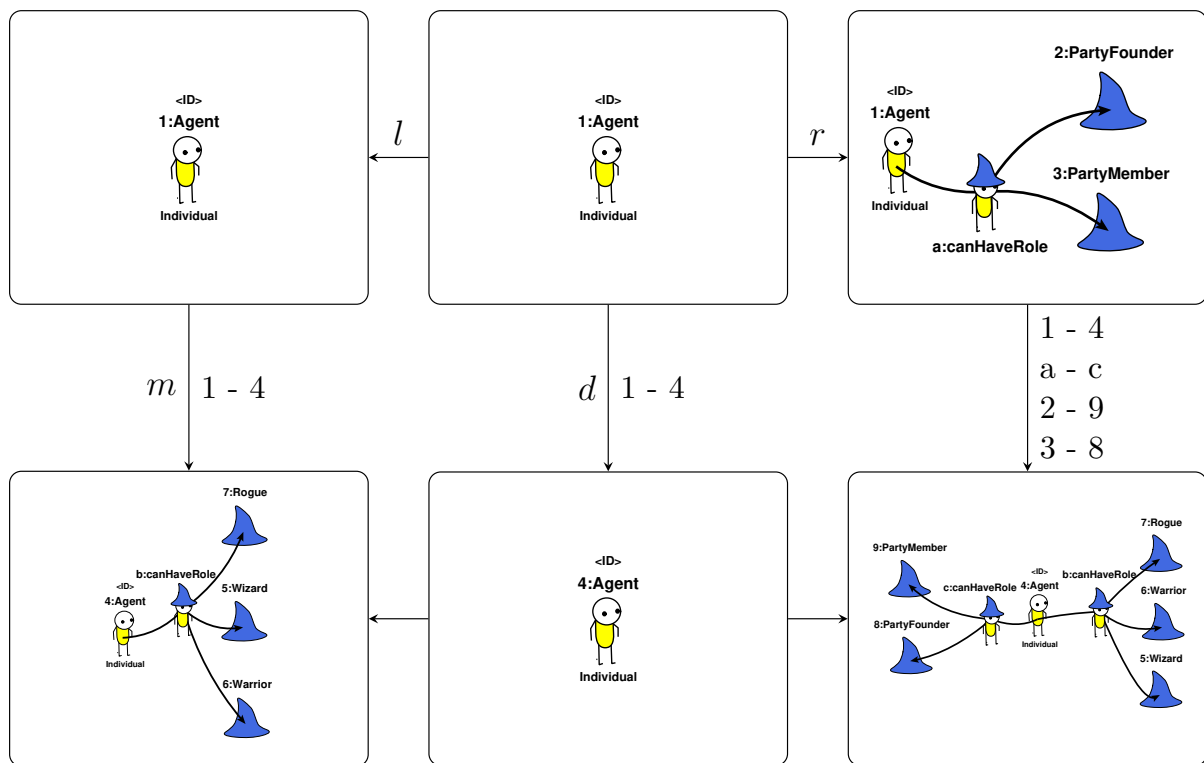 <ID>
1:Agent
Individual
l
<ID>
1:Agent
Individual
r
2:PartyFounder
<ID>
1:Agent
3:PartyMember
Individual
a:canHaveRole
m
1 - 4
d
1 - 4
1 - 4
a - c
2 - 9
3 - 8
7:Rogue
b:canHaveRole
<ID>
4:Agent
5:Wizard
Individual
6:Warrior
<ID>
4:Agent
Individual
7:Rogue
9:PartyMember
<ID>
b:canHaveRole
c:canHaveRole
4:Agent
6:Warrior
8:PartyFounder
Individual
5:Wizard